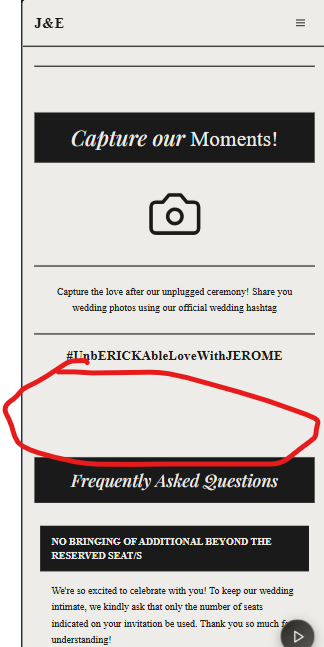 J&E
Capture our Moments!
Capture the love after our unplugged ceremony! Share you
wedding photos using our official wedding hashtag
#UnbERICKAbleLoveWithJEROME
Frequently Asked Questions
NO BRINGING OF ADDITIONAL BEYOND THE
RESERVED SEAT/S
We're so excited to celebrate with you! To keep our wedding
intimate, we kindly ask that only the number of seats
indicated on your invitation be used. Thank you so much
understanding!